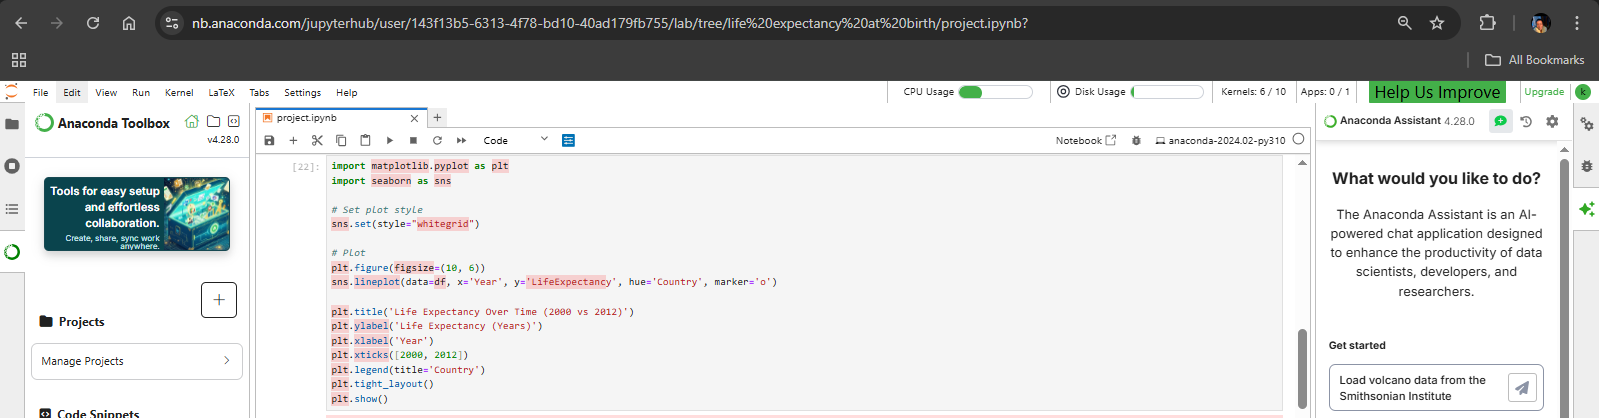 nb.anaconda.com/jupyterhub/user/143f13b5-6313-4f78-bd10-40ad179fb755/lab/tree/life%20expectancy%20at%20birth/project.ipynb?
All Bookmarks
File Edit View Run Kernel LaTeX Tabs Settings Help
CPU Usage
Disk Usage
Kernels: 6 / 10
Apps: 0 / 1
Help Us Improve
Upgrade
k
Anaconda Toolbox
v4.28.0
Tools for easy setup
and effortless
collaboration.
Create, share, sync work
anywhere.
Projects
Manage Projects
Code Snippets
project.ipynb
Code
Notebook
anaconda-2024.02-py310
[22]:
import matplotlib.pyplot as plt
import seaborn as sns
# Set plot style
sns.set(style="whitegrid")
# Plot
plt.figure(figsize=(10, 6))
sns.lineplot(data=df, x='Year', y='LifeExpectancy', hue='Country', marker='o')
plt.title('Life Expectancy Over Time (2000 vs 2012)')
plt.ylabel('Life Expectancy (Years)')
plt.xlabel('Year')
plt.xticks([2000, 2012])
plt.legend(title='Country')
plt.tight_layout()
plt.show()
Anaconda Assistant 4.28.0
What would you like to do?
The Anaconda Assistant is an AI-
powered chat application designed
to enhance the productivity of data
scientists, developers, and
researchers.
Get started
Load volcano data from the
Smithsonian Institute